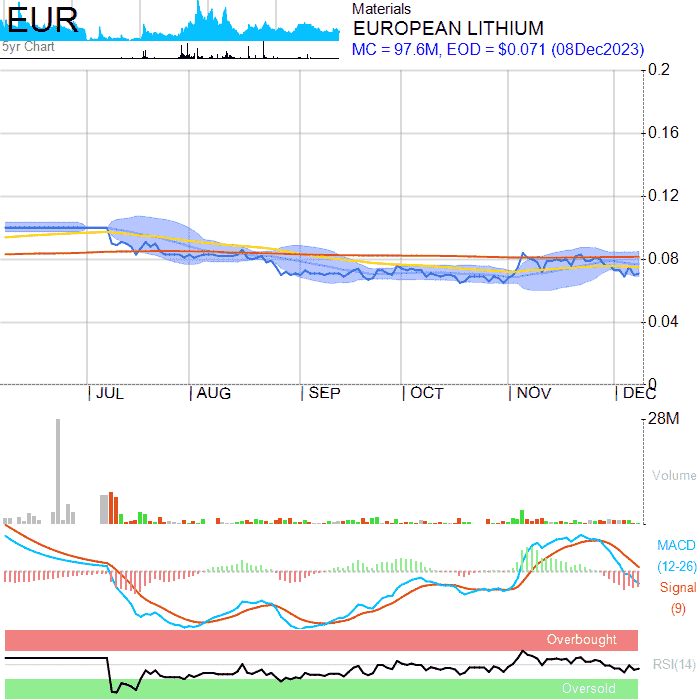 EUR
5yr Chart
Materials
EUROPEAN LITHIUM
MC = 97.6M, EOD = $0.071 (08Dec2023)
0.2
0.16
0.12
0.08
0.04
0
JUL AUG SEP OCT NOV DEC
28M
Volume
MACD
(12-26)
Signal
(9)
Overbought
RSI(14)
Oversold